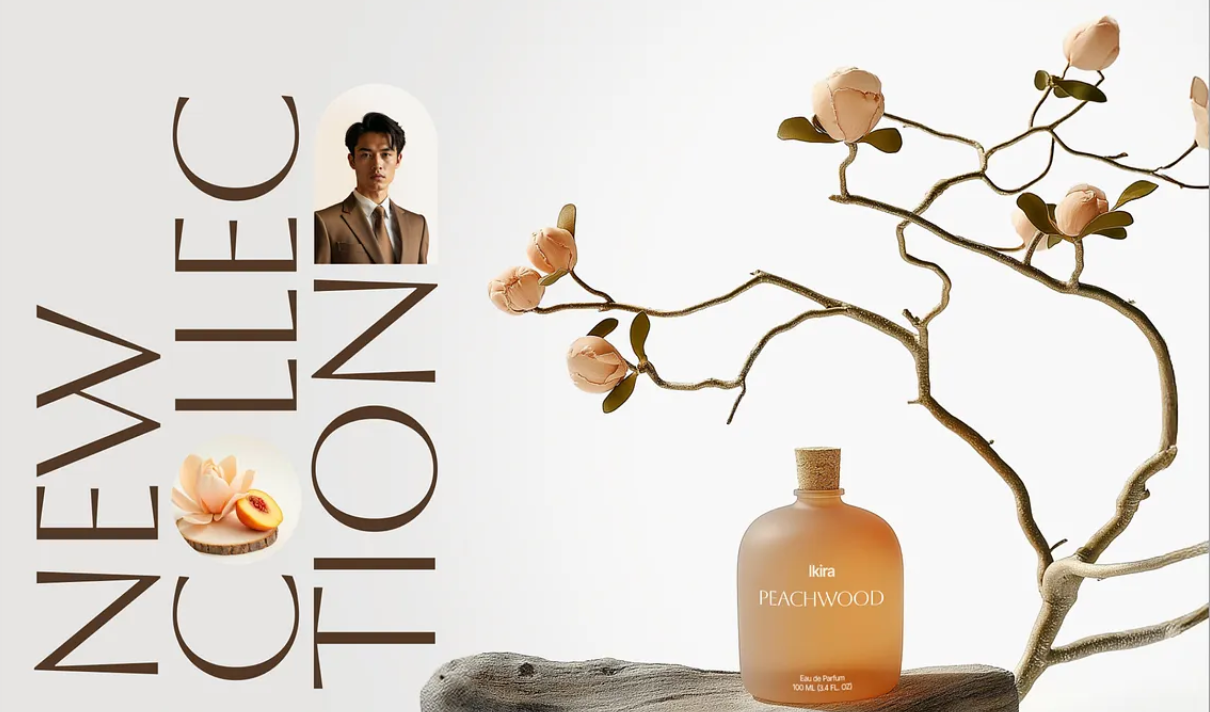 NEW
COLLEC
TION
Ikira
PEACHWOOD
Eau de Parfum
100 ML (3.4 FL. OZ)